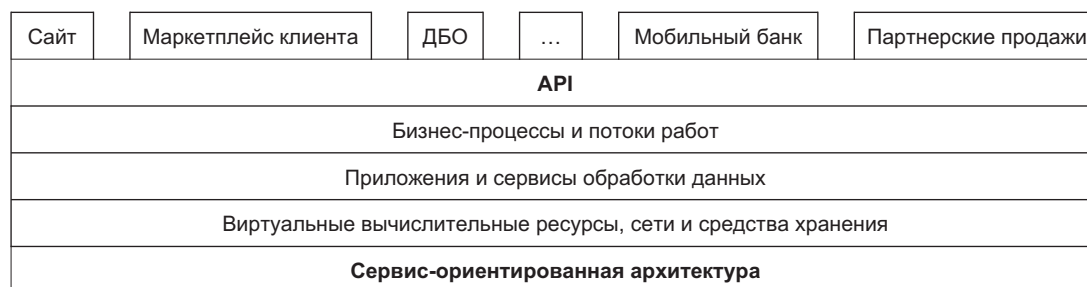 Сайт Маркетплейс клиента ДБО … Мобильный банк Партнерские продажи
API
Бизнес-процессы и потоки работ
Приложения и сервисы обработки данных
Виртуальные вычислительные ресурсы, сети и средства хранения
Сервис-ориентированная архитектура